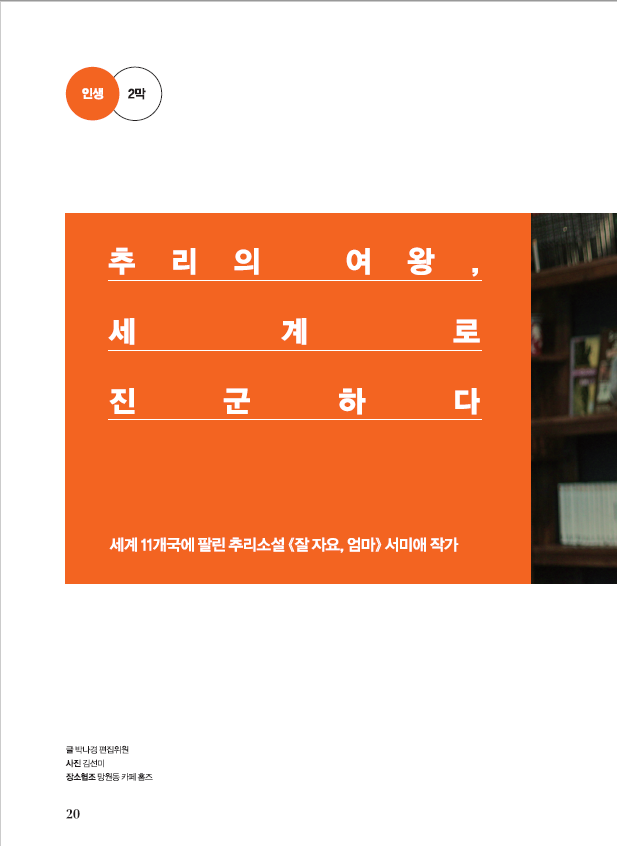 인생 2막
추리의 여왕,
세계로
진군하다
세계 11개국에 팔린 추리소설 《잘 자요, 엄마》 서미애 작가
글 박나경 편집위원
사진 김선미
장소협조 망원동 카페 홈즈
20